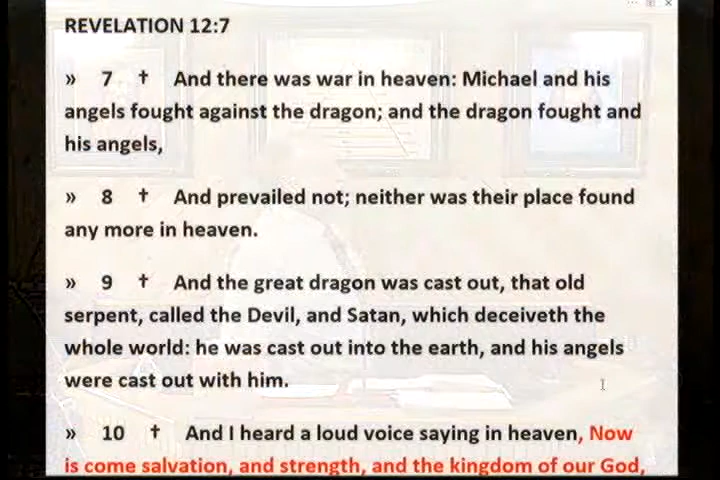 REVELATION 12:7
» 7 ✝ And there was war in heaven: Michael and his
angels fought against the dragon; and the dragon fought and
his angels,
» 8 ✝ And prevailed not; neither was their place found
any more in heaven.
» 9 ✝ And the great dragon was cast out, that old
serpent, called the Devil, and Satan, which deceiveth the
whole world: he was cast out into the earth, and his angels
were cast out with him.
» 10 ✝ And I heard a loud voice saying in heaven, Now
is come salvation, and strength, and the kingdom of our God,